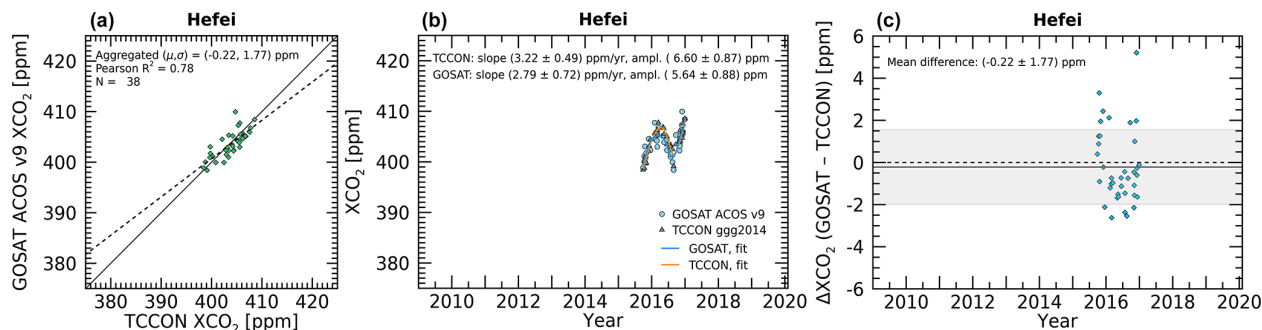 (a)
Hefei
Aggregated (μ,σ) = (-0.22, 1.77) ppm
Pearson R² = 0.78
N = 38
GOSAT ACOS v9 XCO₂ [ppm]
420
410
400
390
380
380 390 400 410 420
TCCON XCO₂ [ppm]
(b)
Hefei
TCCON: slope (3.22 ± 0.49) ppm/yr, ampl. ( 6.60 ± 0.87) ppm
GOSAT: slope (2.79 ± 0.72) ppm/yr, ampl. ( 5.64 ± 0.88) ppm
XCO₂ [ppm]
420
410
400
390
380
GOSAT ACOS v9
TCCON ggg2014
GOSAT, fit
TCCON, fit
2010 2012 2014 2016 2018 2020
Year
(c)
Hefei
Mean difference: (-0.22 ± 1.77) ppm
ΔXCO₂ (GOSAT − TCCON) [ppm]
6
4
2
0
-2
-4
-6
2010 2012 2014 2016 2018 2020
Year